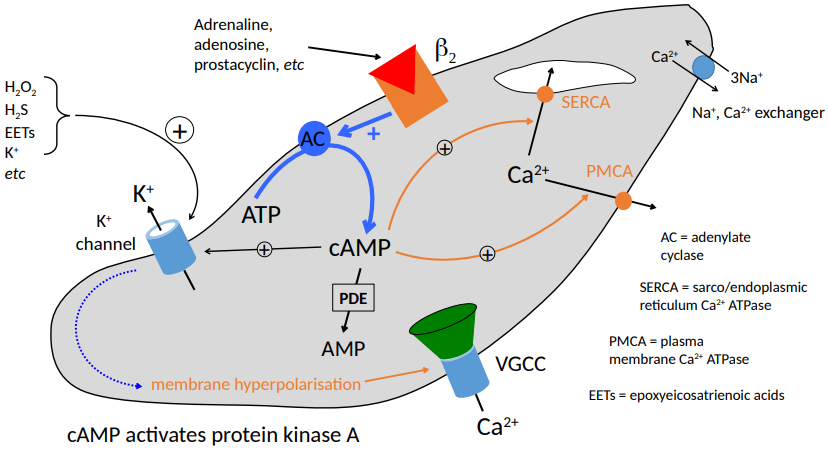 Adrenaline,
adenosine,
prostacyclin, etc
β₂
Ca²⁺
3Na⁺
Na⁺, Ca²⁺ exchanger
SERCA
H₂O₂
H₂S
EETs
K⁺
etc
+
AC
+
+
Ca²⁺
PMCA
K⁺
K⁺
channel
ATP
cAMP
+
+
AC = adenylate
cyclase
PDE
SERCA = sarco/endoplasmic
reticulum Ca²⁺ ATPase
AMP
PMCA = plasma
membrane Ca²⁺ ATPase
VGCC
membrane hyperpolarisation
EETs = epoxyeicosatrienoic acids
Ca²⁺
cAMP activates protein kinase A